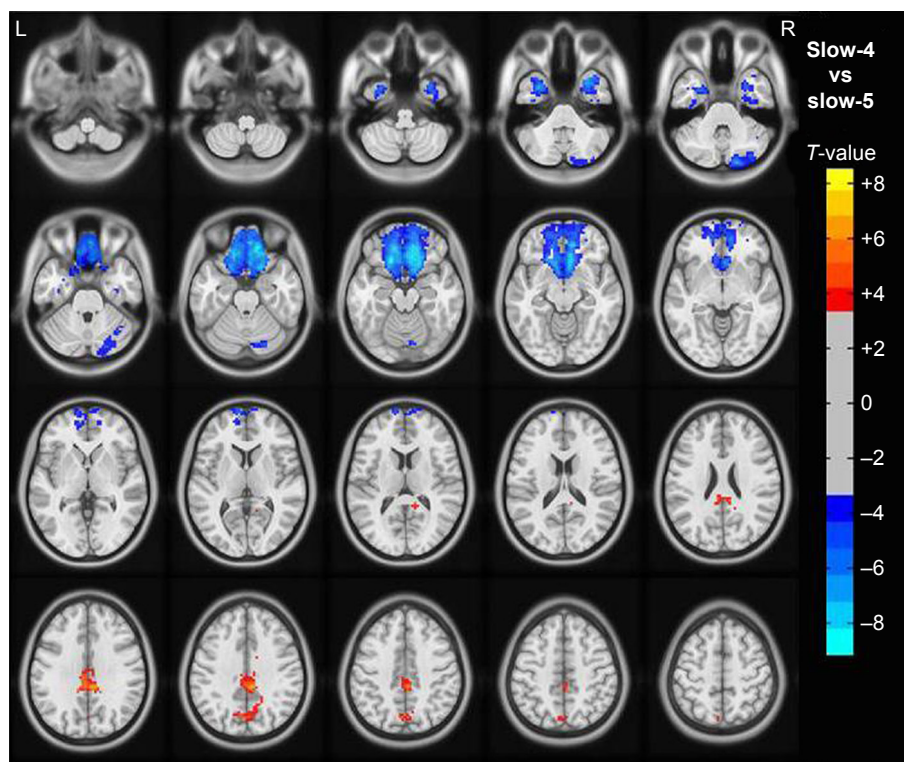 L
R
Slow-4
vs
slow-5
T-value
+8
+6
+4
+2
0
–2
–4
–6
–8